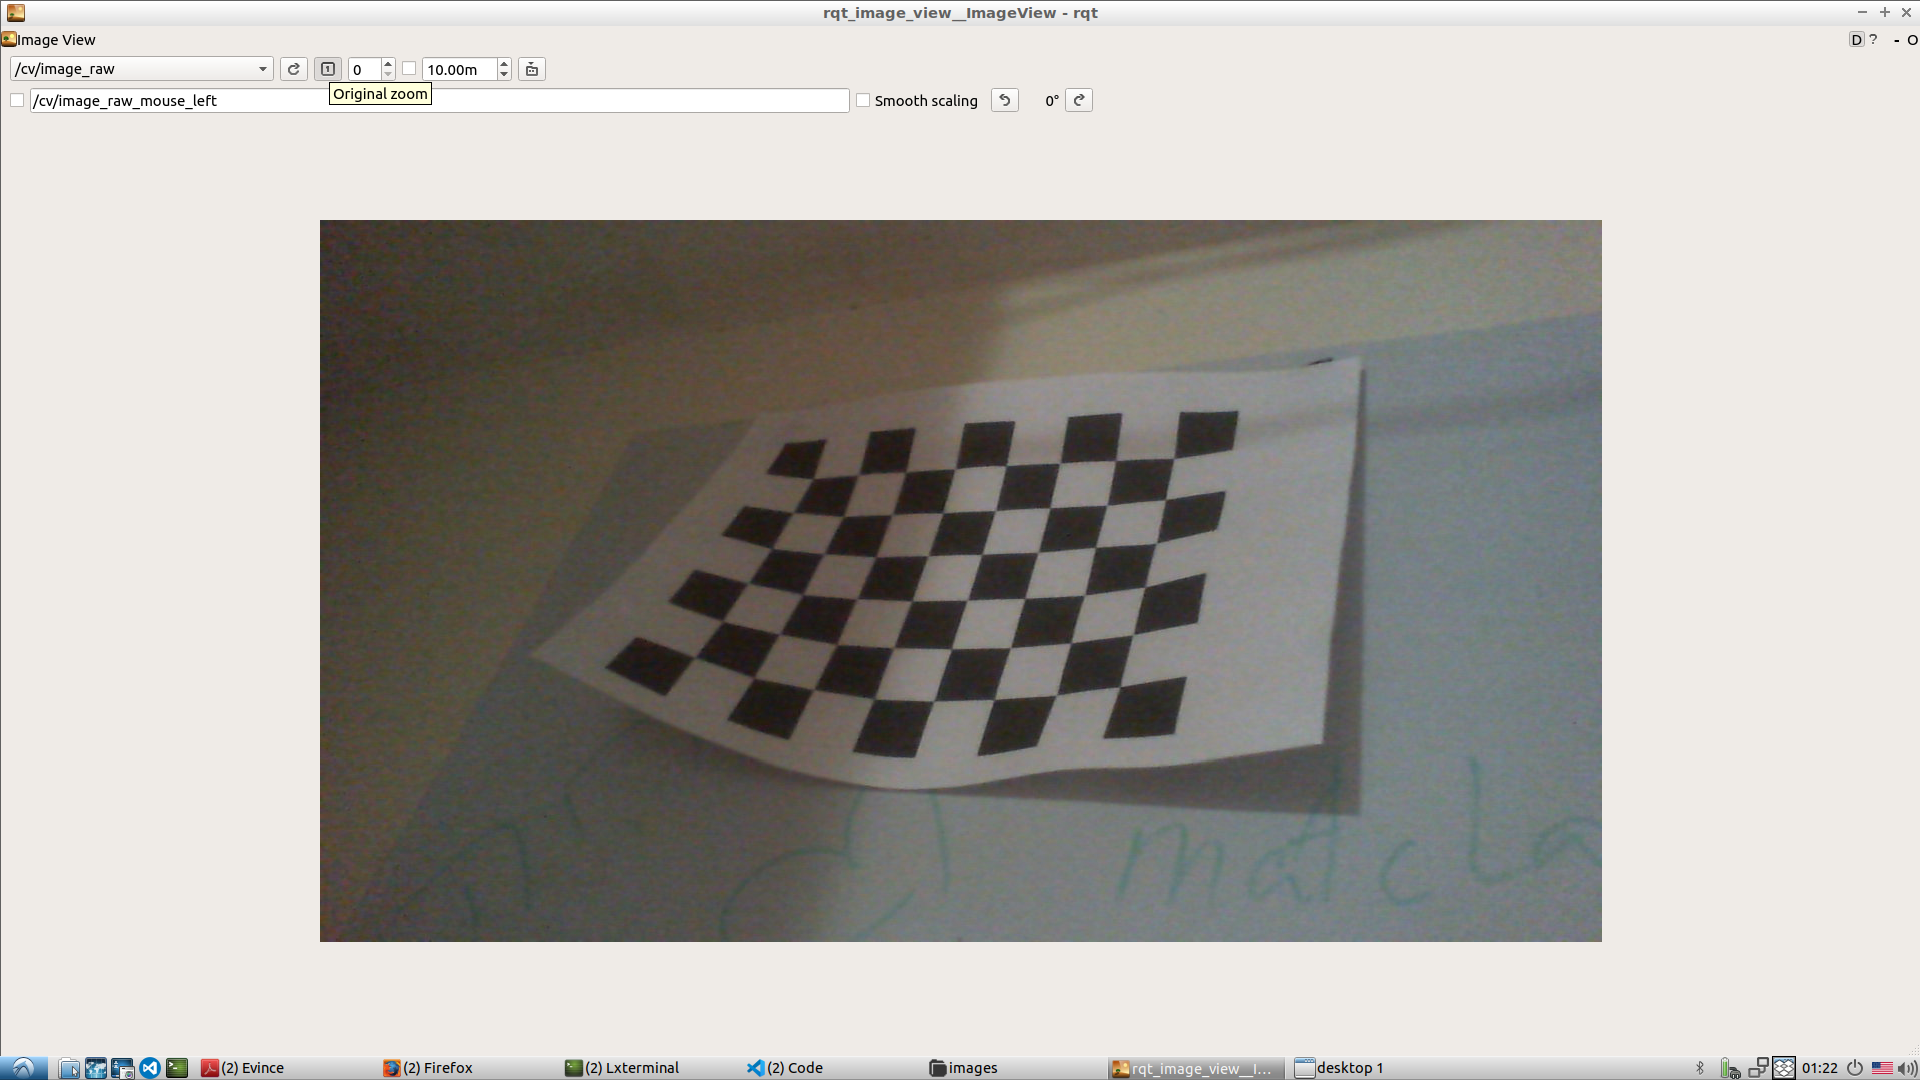 rqt_image_view__ImageView - rqt
Image View
D ? - O
/cv/image_raw
1
0
10.00m
Original zoom
/cv/image_raw_mouse_left
Smooth scaling
0°
(2) Evince
(2) Firefox
(2) Lxterminal
(2) Code
images
rqt_image_view__I...
desktop 1
01:22